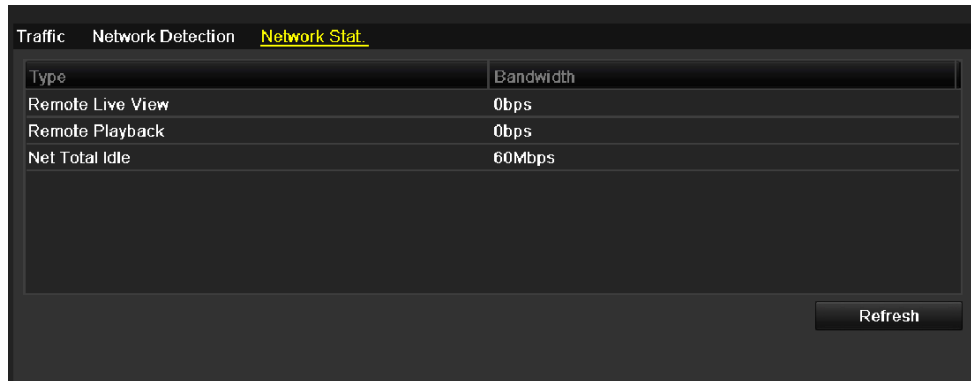 Traffic Network Detection Network Stat.
Type Bandwidth
Remote Live View 0bps
Remote Playback 0bps
Net Total Idle 60Mbps
Refresh